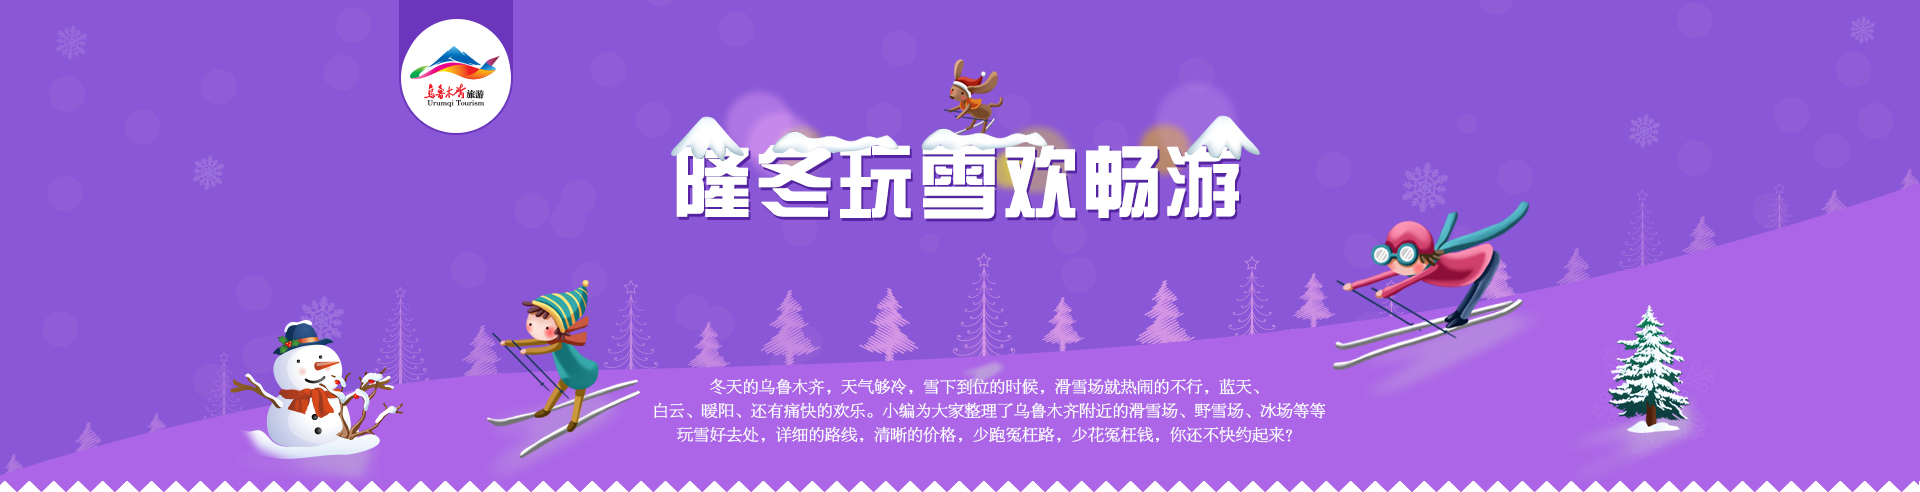 乌鲁木齐旅游
Urumqi Tourism
隆冬玩雪欢畅游
冬天的乌鲁木齐，天气够冷，雪下到位的时候，滑雪场就热闹的不行，蓝天、
白云、暖阳、还有痛快的欢乐。小编为大家整理了乌鲁木齐附近的滑雪场、野雪场、冰场等等
玩雪好去处，详细的路线，清晰的价格，少跑冤枉路，少花冤枉钱，你还不快约起来？